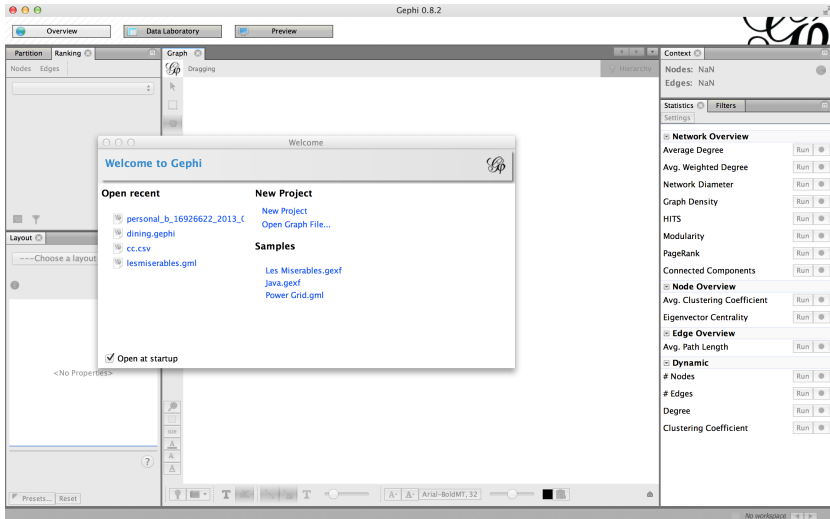 Gephi 0.8.2
Overview
Data Laboratory
Preview
Partition
Ranking
Nodes Edges
Graph
Dragging
Hierarchy
Context
Nodes: NaN
Edges: NaN
Statistics
Filters
Settings
Network Overview
Average Degree Run
Avg. Weighted Degree Run
Network Diameter Run
Graph Density Run
HITS Run
Modularity Run
PageRank Run
Connected Components Run
Node Overview
Avg. Clustering Coefficient Run
Eigenvector Centrality Run
Edge Overview
Avg. Path Length Run
Dynamic
# Nodes Run
# Edges Run
Degree Run
Clustering Coefficient Run
Welcome
Welcome to Gephi
Open recent
personal_b_16926622_2013_(
dining.gephi
cc.csv
lesmiserables.gml
New Project
New Project
Open Graph File...
Samples
Les Miserables.gexf
Java.gexf
Power Grid.gml
Open at startup
Layout
---Choose a layout
<No Properties>
?
Presets...
Reset
T
T
A-
A-
Arial-BoldMT, 32
No workspace